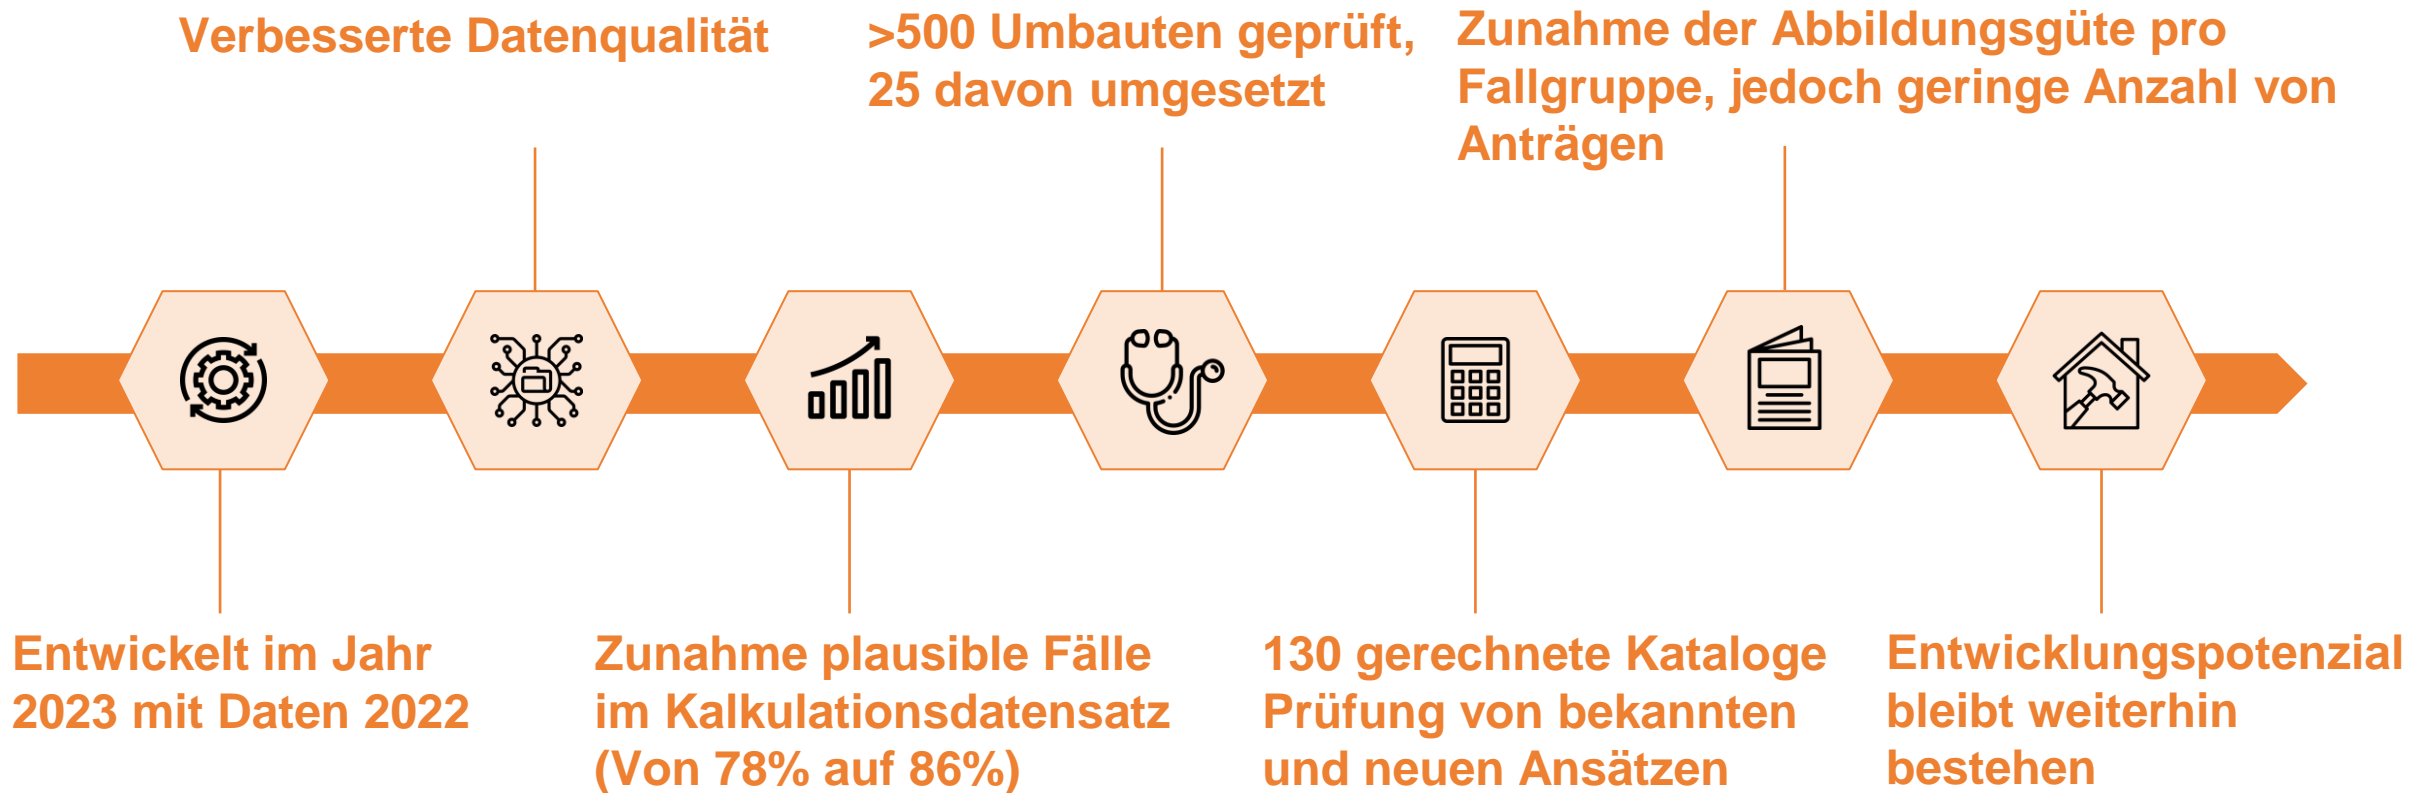 Verbesserte Datenqualität
>500 Umbauten geprüft,
25 davon umgesetzt
Zunahme der Abbildungsgüte pro
Fallgruppe, jedoch geringe Anzahl von
Anträgen
Entwickelt im Jahr
2023 mit Daten 2022
Zunahme plausible Fälle
im Kalkulationsdatensatz
(Von 78% auf 86%)
130 gerechnete Kataloge
Prüfung von bekannten
und neuen Ansätzen
Entwicklungspotenzial
bleibt weiterhin
bestehen